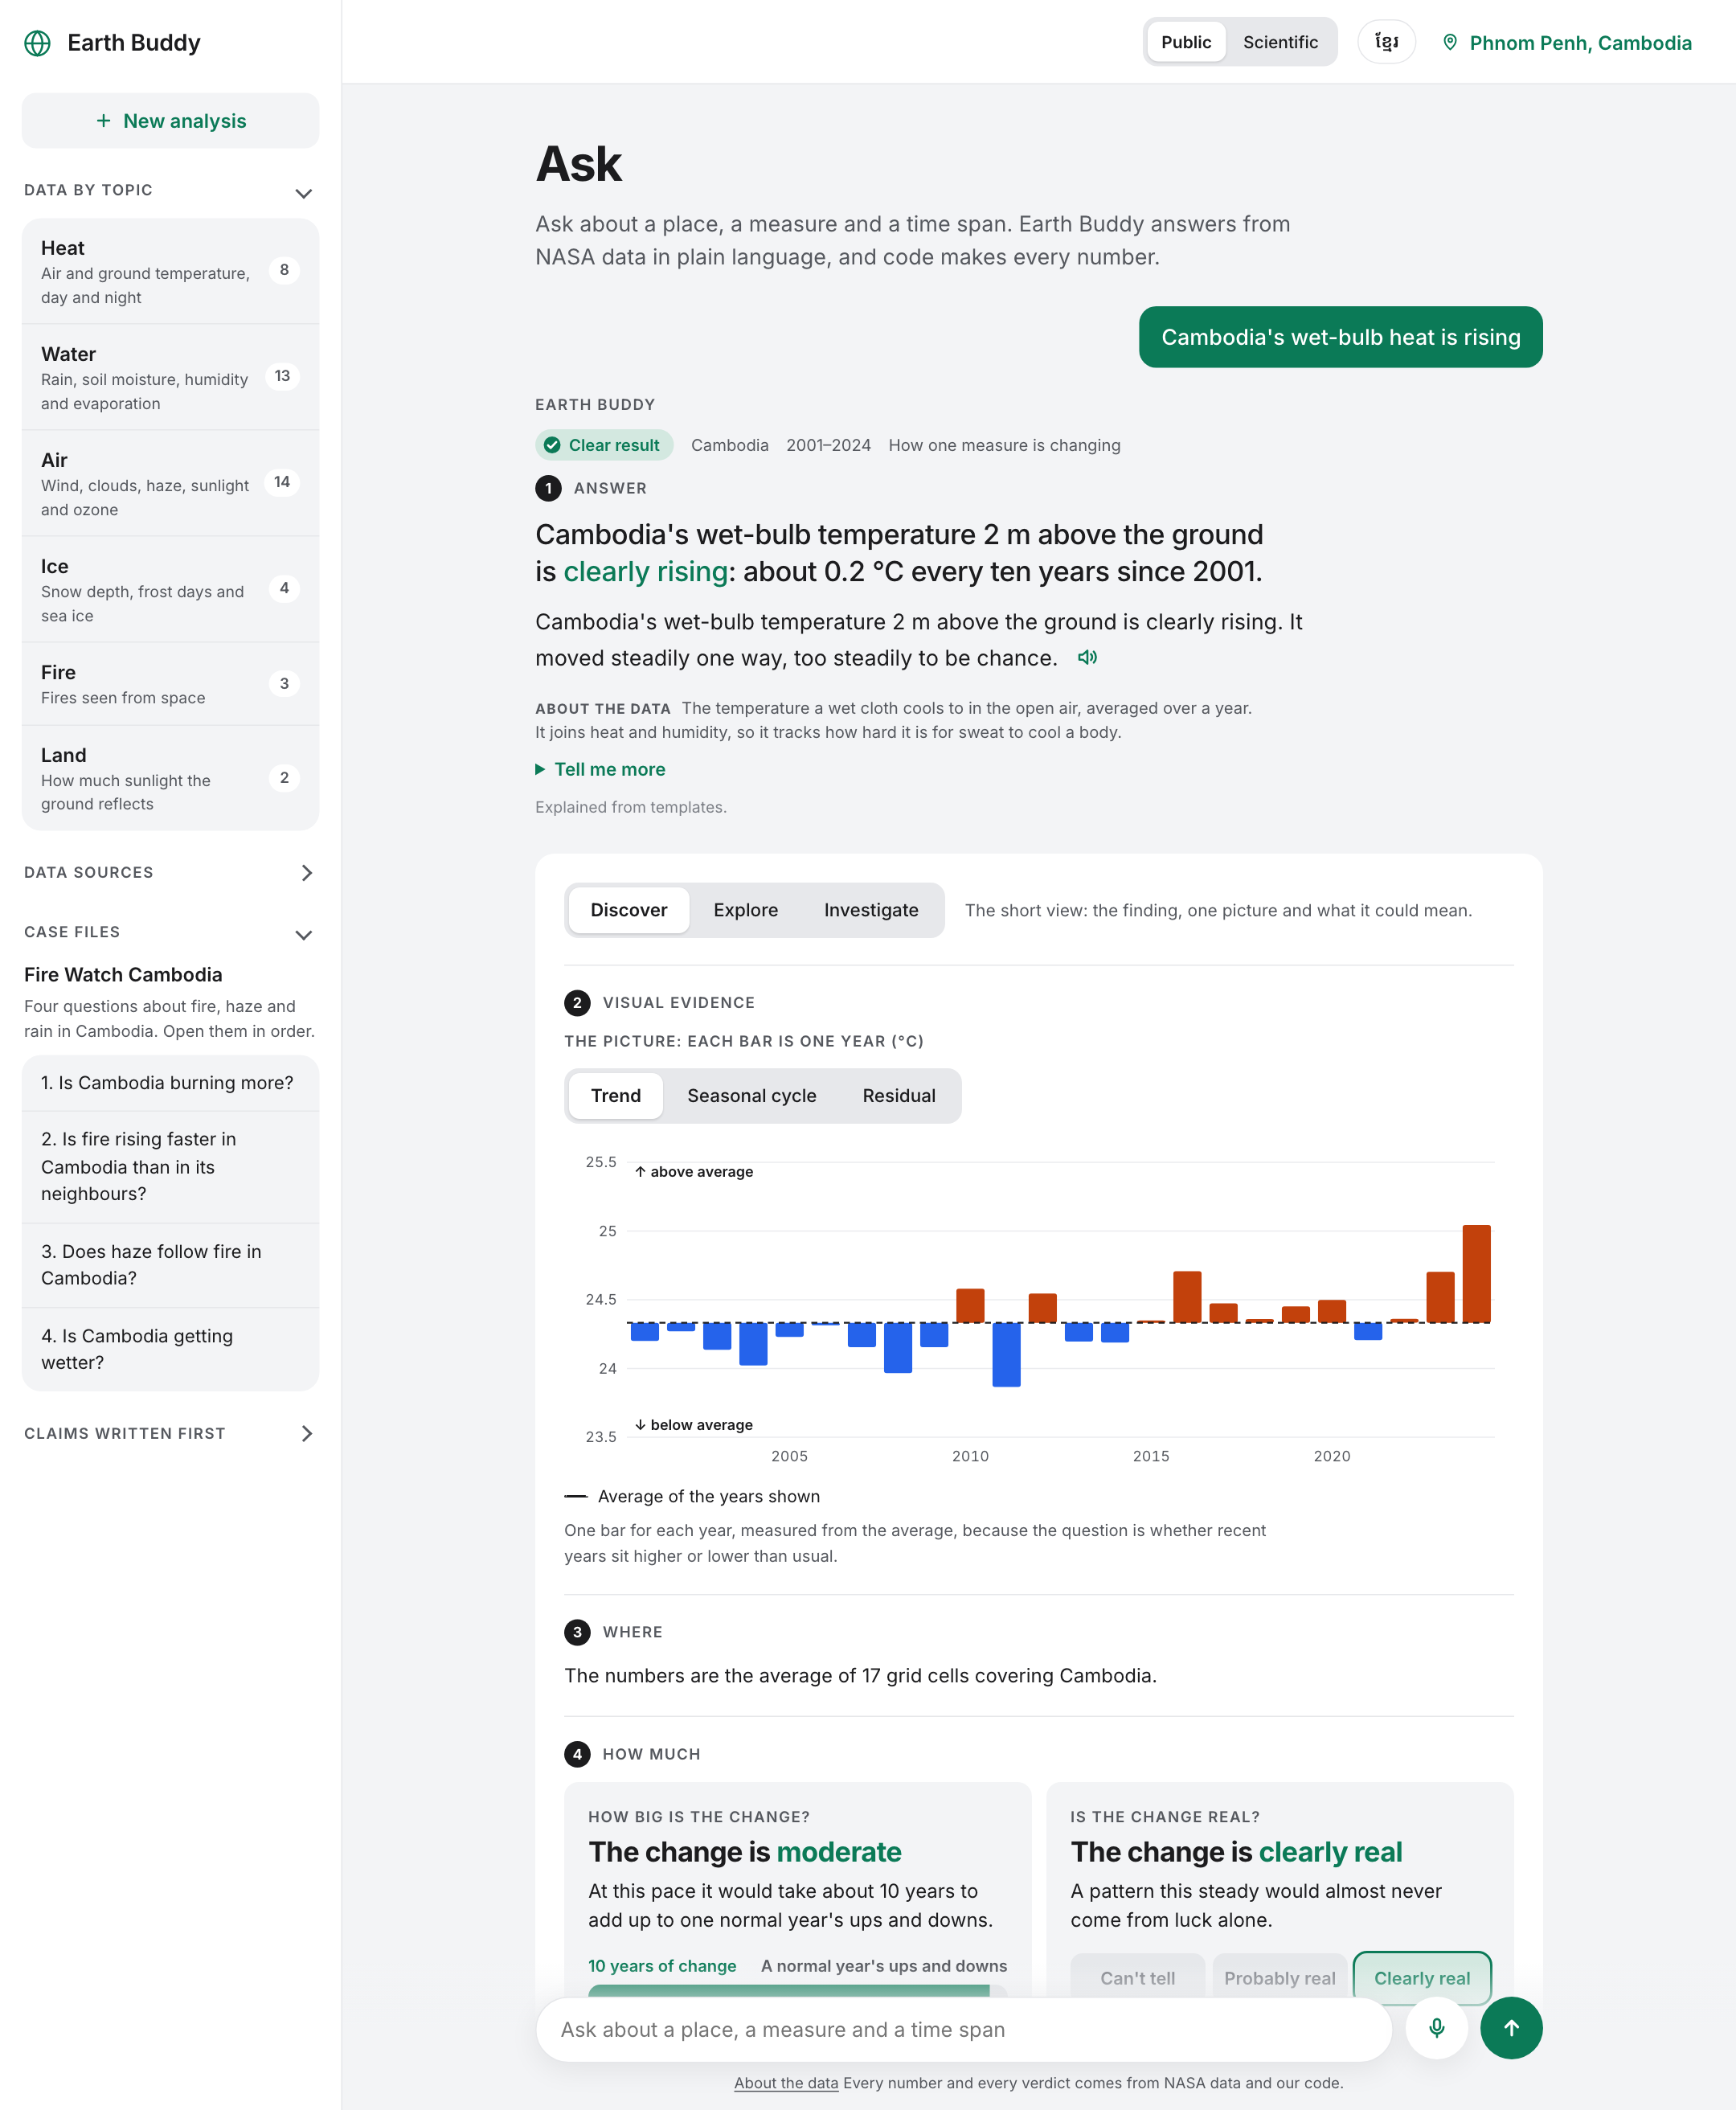 Earth Buddy
Public
Scientific
ខ្មែរ
Phnom Penh, Cambodia
+ New analysis
DATA BY TOPIC
Heat
Air and ground temperature,
day and night
8
Water
Rain, soil moisture, humidity
and evaporation
13
Air
Wind, clouds, haze, sunlight
and ozone
14
Ice
Snow depth, frost days and
sea ice
4
Fire
Fires seen from space
3
Land
How much sunlight the
ground reflects
2
DATA SOURCES
CASE FILES
Fire Watch Cambodia
Four questions about fire, haze and
rain in Cambodia. Open them in order.
1. Is Cambodia burning more?
2. Is fire rising faster in
Cambodia than in its
neighbours?
3. Does haze follow fire in
Cambodia?
4. Is Cambodia getting
wetter?
CLAIMS WRITTEN FIRST
Ask
Ask about a place, a measure and a time span. Earth Buddy answers from
NASA data in plain language, and code makes every number.
Cambodia's wet-bulb heat is rising
EARTH BUDDY
Clear result Cambodia 2001–2024 How one measure is changing
1 ANSWER
Cambodia's wet-bulb temperature 2 m above the ground
is clearly rising: about 0.2 °C every ten years since 2001.
Cambodia's wet-bulb temperature 2 m above the ground is clearly rising. It
moved steadily one way, too steadily to be chance.
ABOUT THE DATA The temperature a wet cloth cools to in the open air, averaged over a year.
It joins heat and humidity, so it tracks how hard it is for sweat to cool a body.
Tell me more
Explained from templates.
Discover Explore Investigate The short view: the finding, one picture and what it could mean.
2 VISUAL EVIDENCE
THE PICTURE: EACH BAR IS ONE YEAR (°C)
Trend Seasonal cycle Residual
25.5
↑ above average
25
24.5
24
↓ below average
23.5
2005 2010 2015 2020
Average of the years shown
One bar for each year, measured from the average, because the question is whether recent
years sit higher or lower than usual.
3 WHERE
The numbers are the average of 17 grid cells covering Cambodia.
4 HOW MUCH
HOW BIG IS THE CHANGE?
The change is moderate
At this pace it would take about 10 years to
add up to one normal year's ups and downs.
10 years of change A normal year's ups and downs
IS THE CHANGE REAL?
The change is clearly real
A pattern this steady would almost never
come from luck alone.
Can't tell Probably real Clearly real
Ask about a place, a measure and a time span
About the data Every number and every verdict comes from NASA data and our code.